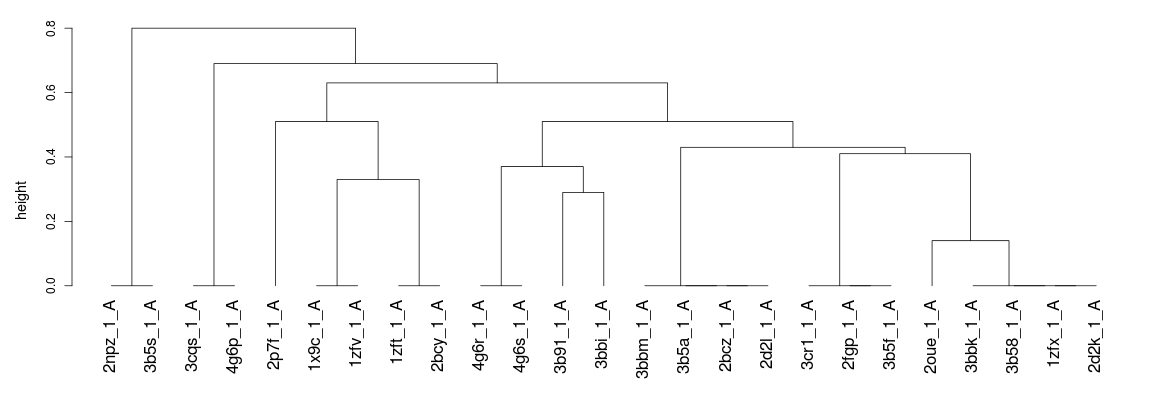 height
0.8
0.6
0.4
0.2
0.0
2npz_1_A
3b5s_1_A
3cqs_1_A
4g6p_1_A
2p7f_1_A
1x9c_1_A
1zfv_1_A
1zft_1_A
2bcy_1_A
4g6r_1_A
4g6s_1_A
3b91_1_A
3bbi_1_A
3bbm_1_A
3b5a_1_A
2bcz_1_A
2d2l_1_A
3cr1_1_A
2fgp_1_A
3b5f_1_A
2oue_1_A
3bbk_1_A
3b58_1_A
1zfx_1_A
2d2k_1_A